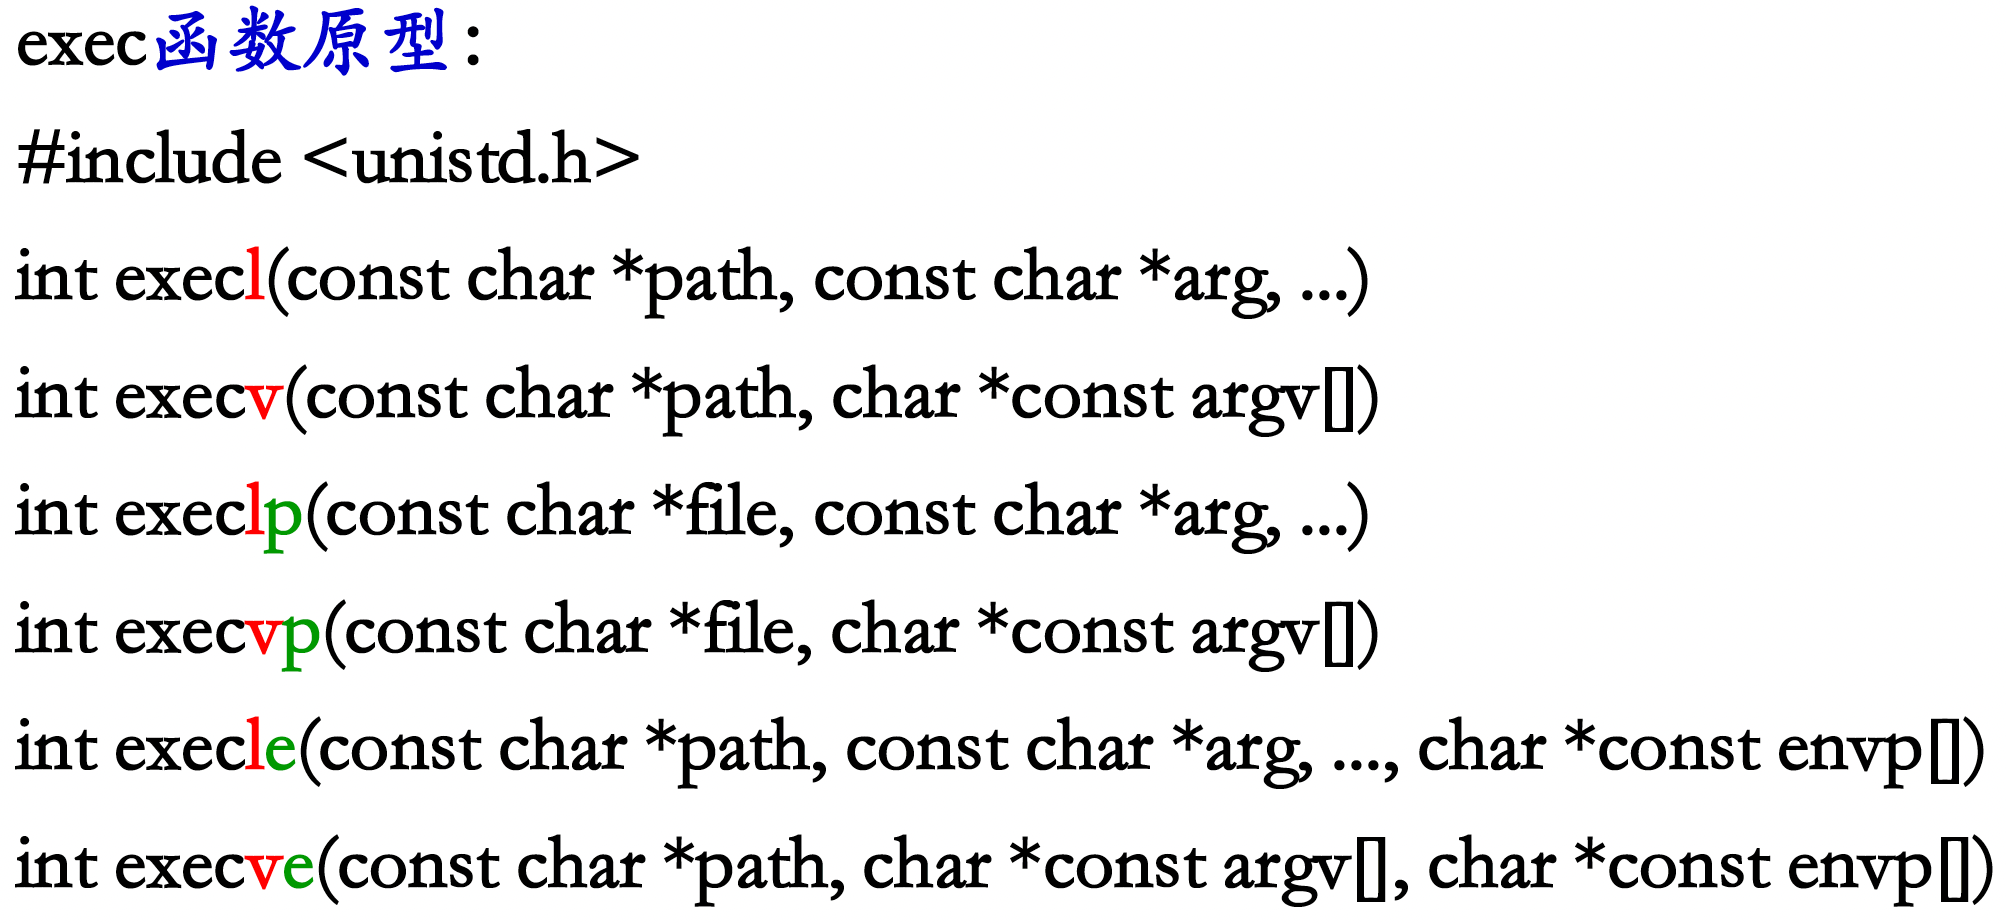 exec函数原型:
#include <unistd.h>
int execl(const char *path, const char *arg, ...)
int execv(const char *path, char *const argv[])
int execlp(const char *file, const char *arg, ...)
int execvp(const char *file, char *const argv[])
int execle(const char *path, const char *arg, ..., char *const envp[])
int execve(const char *path, char *const argv[], char *const envp[])